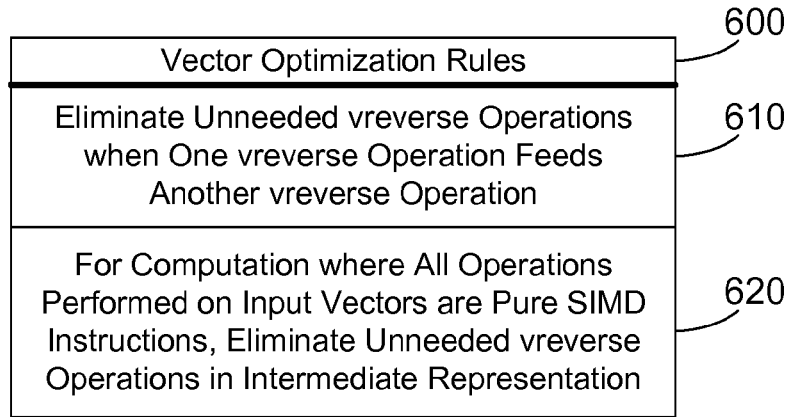 600
Vector Optimization Rules
610
Eliminate Unneeded vreverse Operations
when One vreverse Operation Feeds
Another vreverse Operation
620
For Computation where All Operations
Performed on Input Vectors are Pure SIMD
Instructions, Eliminate Unneeded vreverse
Operations in Intermediate Representation